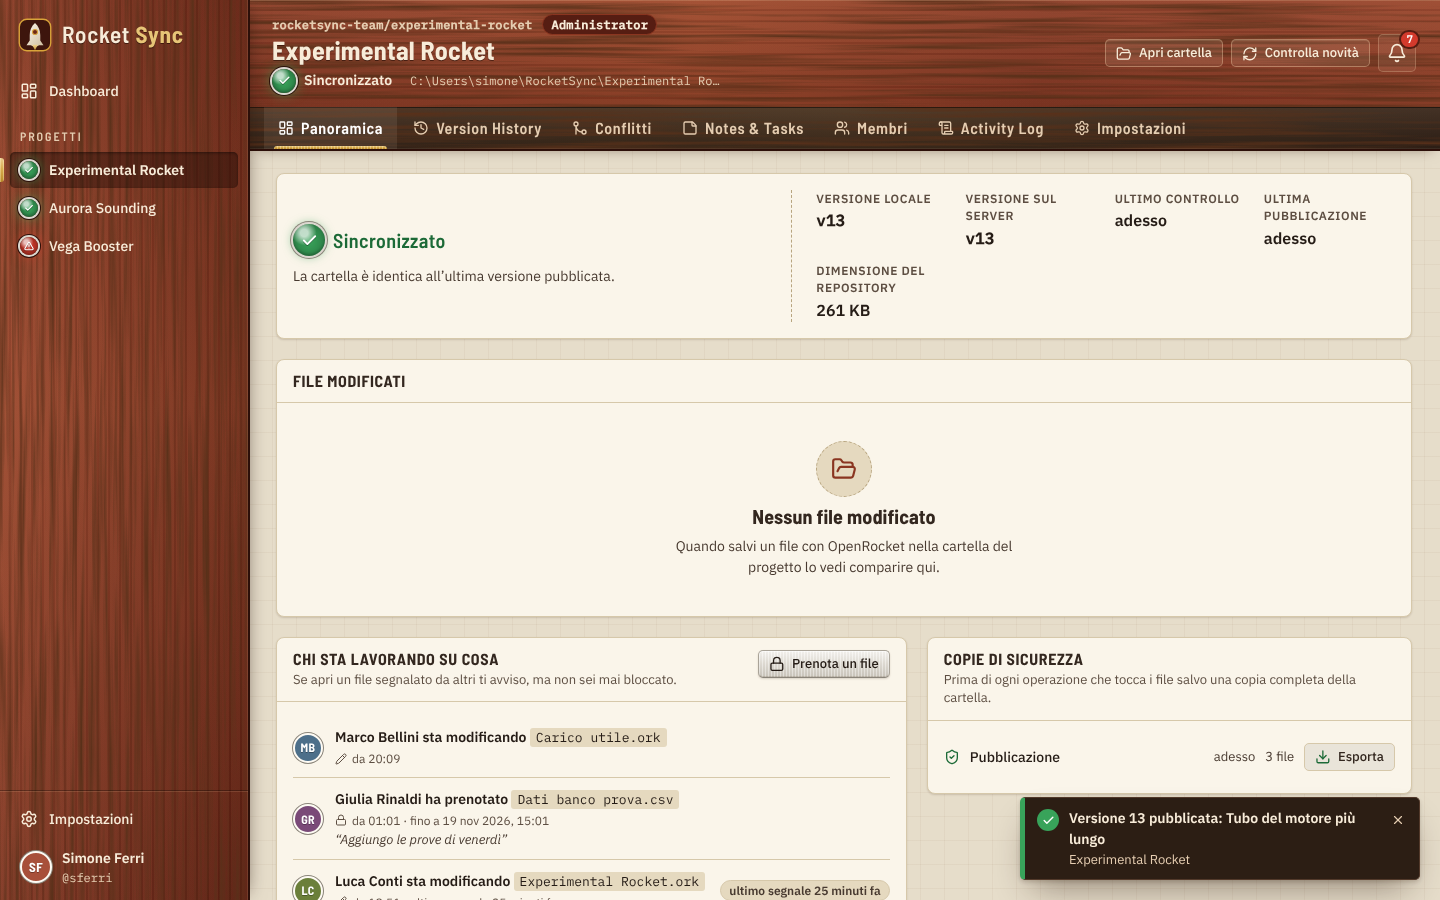 Rocket Sync
Dashboard
PROGETTI
Experimental Rocket
Aurora Sounding
Vega Booster
Impostazioni
SF
Simone Ferri
@sferri
rocketsync-team/experimental-rocket
Administrator
Experimental Rocket
Sincronizzato
C:\Users\simone\RocketSync\Experimental Ro…
Apri cartella
Controlla novità
7
Panoramica
Version History
Conflitti
Notes & Tasks
Membri
Activity Log
Impostazioni
Sincronizzato
La cartella è identica all’ultima versione pubblicata.
VERSIONE LOCALE
v13
VERSIONE SUL
SERVER
v13
ULTIMO CONTROLLO
adesso
ULTIMA
PUBBLICAZIONE
adesso
DIMENSIONE DEL
REPOSITORY
261 KB
FILE MODIFICATI
Nessun file modificato
Quando salvi un file con OpenRocket nella cartella del
progetto lo vedi comparire qui.
CHI STA LAVORANDO SU COSA
Se apri un file segnalato da altri ti avviso, ma non sei mai bloccato.
Prenota un file
MB
Marco Bellini sta modificando Carico utile.ork
da 20:09
GR
Giulia Rinaldi ha prenotato Dati banco prova.csv
da 01:01 · fino a 19 nov 2026, 15:01
“Aggiungo le prove di venerdì”
LC
Luca Conti sta modificando Experimental Rocket.ork
ultimo segnale 25 minuti fa
COPIE DI SICUREZZA
Prima di ogni operazione che tocca i file salvo una copia completa della
cartella.
Pubblicazione
adesso
3 file
Esporta
Versione 13 pubblicata: Tubo del motore più
lungo
Experimental Rocket